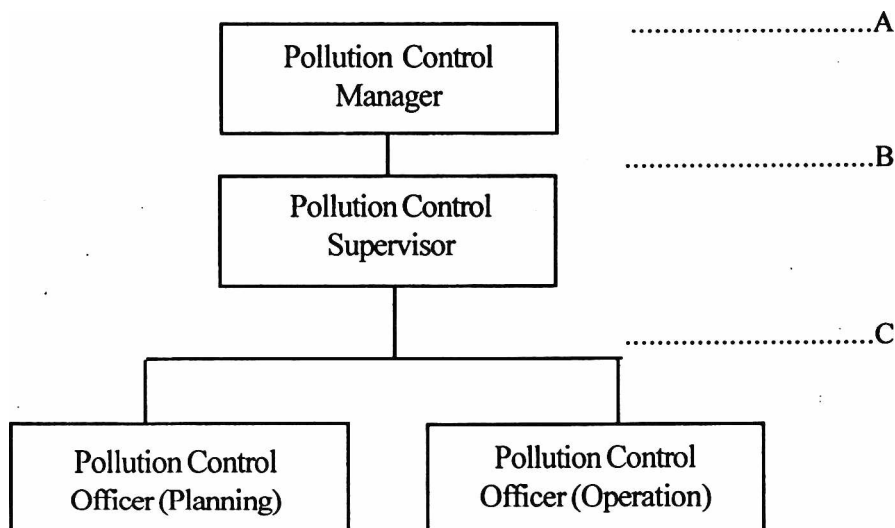 ...............................A
Pollution Control
Manager
...............................B
Pollution Control
Supervisor
...............................C
Pollution Control
Officer (Planning)
Pollution Control
Officer (Operation)